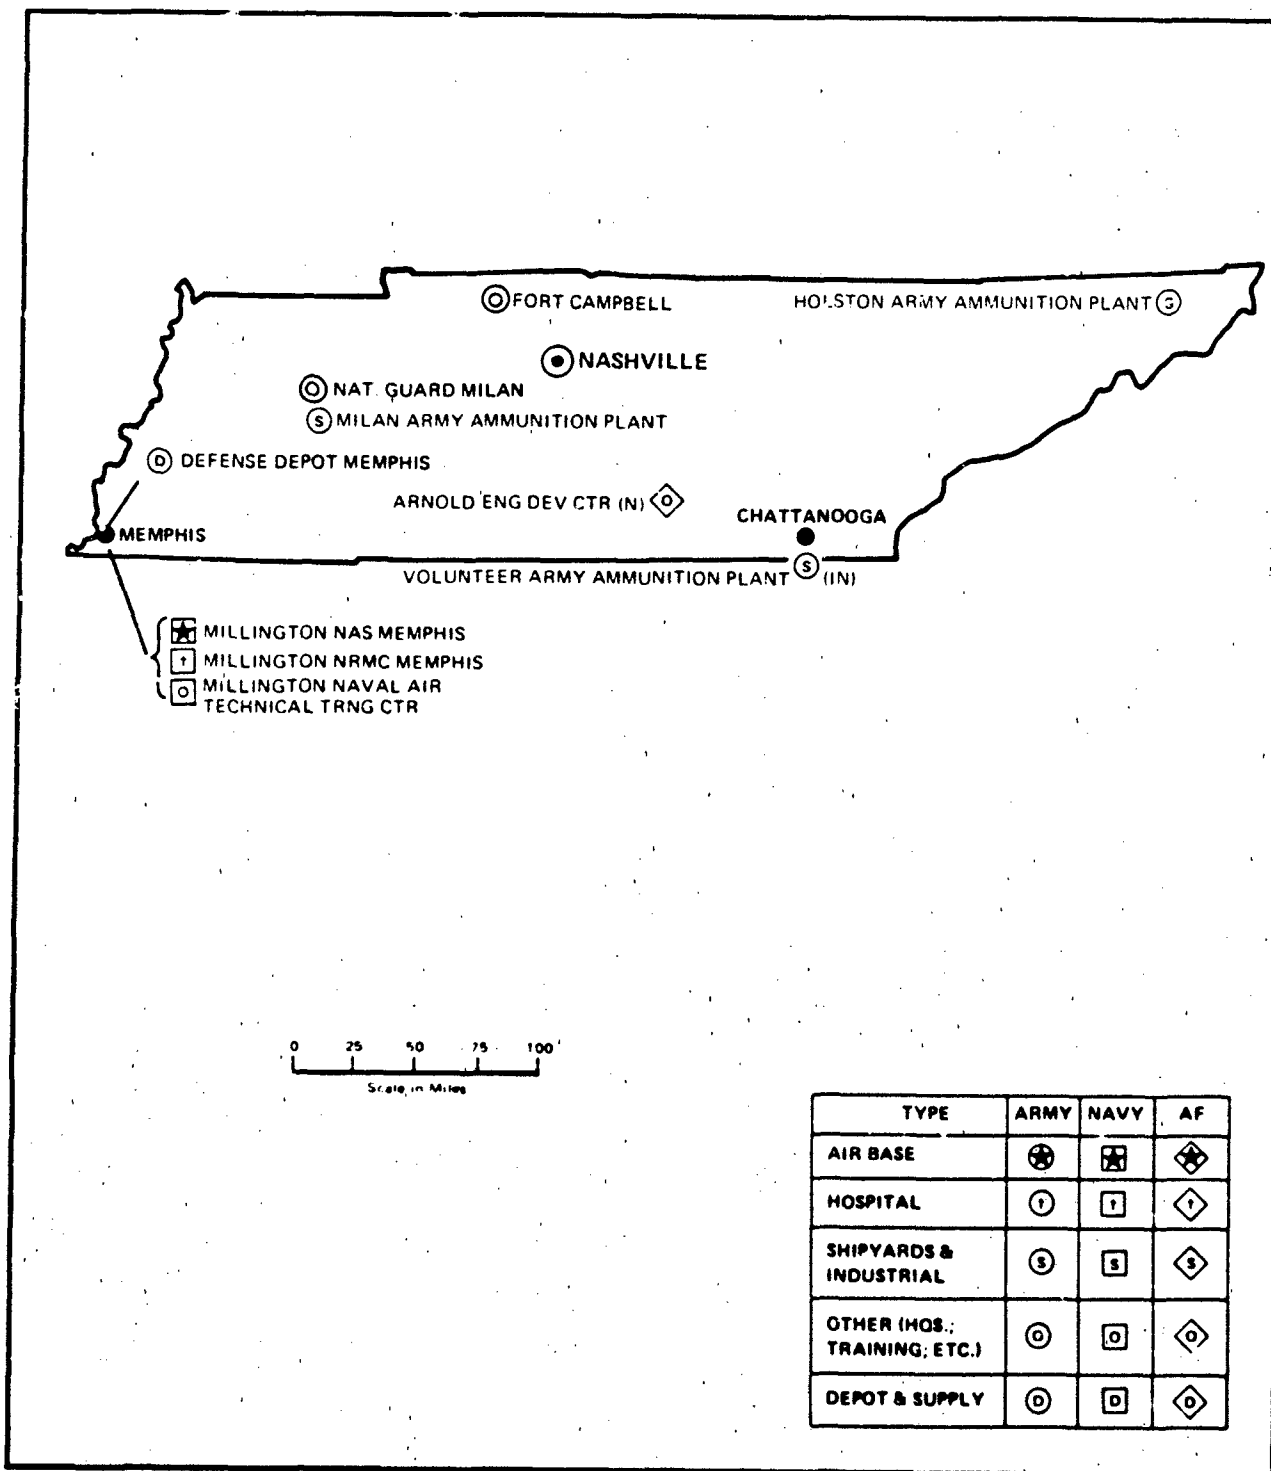 FORT CAMPBELL
HOLSTON ARMY AMMUNITION PLANT S
NASHVILLE
NAT. GUARD MILAN
S MILAN ARMY AMMUNITION PLANT
D DEFENSE DEPOT MEMPHIS
ARNOLD ENG DEV CTR (N) O
CHATTANOOGA
MEMPHIS
VOLUNTEER ARMY AMMUNITION PLANT S (IN)
MILLINGTON NAS MEMPHIS
† MILLINGTON NRMC MEMPHIS
O MILLINGTON NAVAL AIR
TECHNICAL TRNG CTR
0 25 50 75 100
Scale in Miles
TYPE ARMY NAVY AF
AIR BASE
HOSPITAL † † †
SHIPYARDS &
INDUSTRIAL S S S
OTHER (HOS.;
TRAINING; ETC.) O O O
DEPOT & SUPPLY D D D